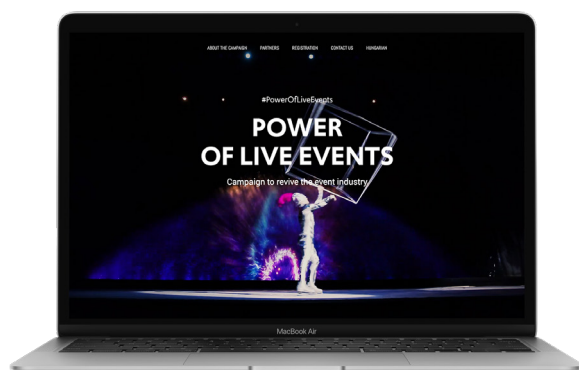 ABOUT THE CAMPAIGN PARTNERS REGISTRATION CONTACT US HUNGARIAN
#PowerOfLiveEvents
POWER
OF LIVE EVENTS
Campaign to revive the event industry
MacBook Air